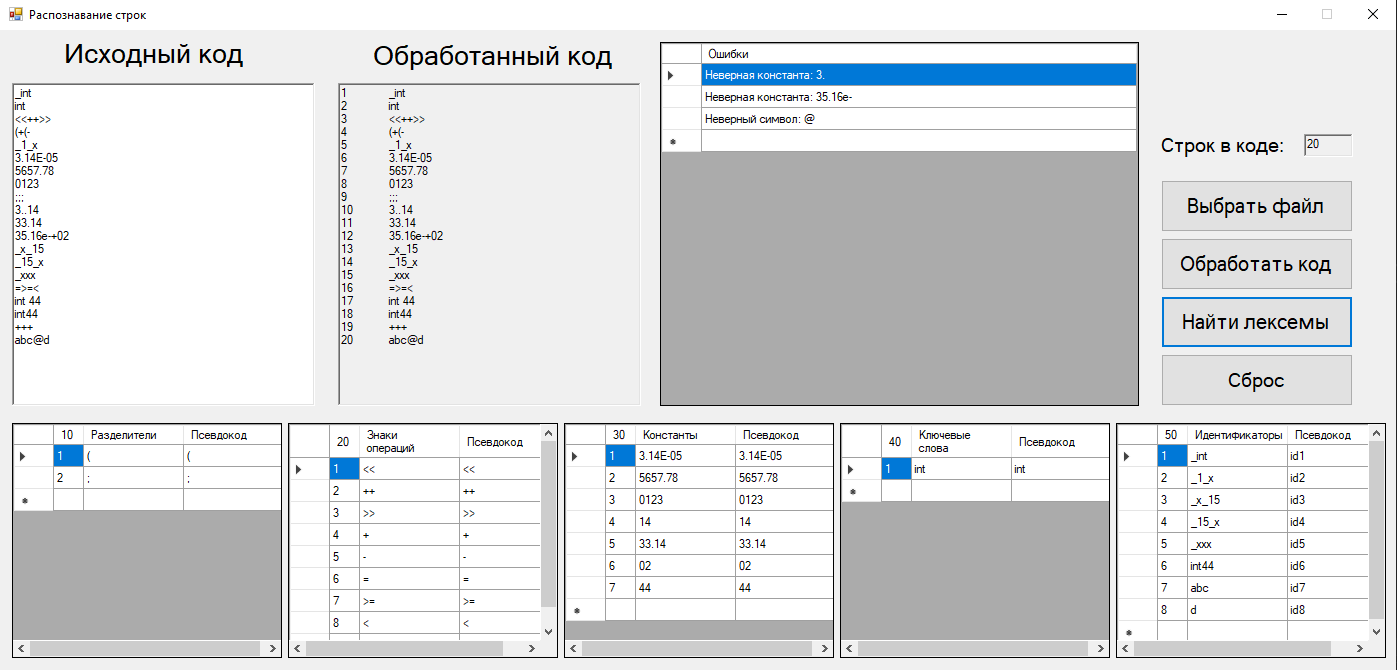 Распознавание строк
Исходный код
_int
int
<<++>>
(+(-
_1_x
3.14E-05
5657.78
0123
;;;
3..14
33.14
35.16e-+02
_x_15
_15_x
_xxx
=>=<
int 44
int44
+++
abc@d
Обработанный код
1 _int
2 int
3 <<++>>
4 (+(-
5 _1_x
6 3.14E-05
7 5657.78
8 0123
9 ;;;
10 3..14
11 33.14
12 35.16e-+02
13 _x_15
14 _15_x
15 _xxx
16 =>=<
17 int 44
18 int44
19 +++
20 abc@d
Ошибки
Неверная константа: 3.
Неверная константа: 35.16e-
Неверный символ: @
Строк в коде: 20
Выбрать файл
Обработать код
Найти лексемы
Сброс
10 Разделители Псевдокод
1 ( (
2 ; ;
20 Знаки операций Псевдокод
1 << <<
2 ++ ++
3 >> >>
4 + +
5 - -
6 = =
7 >= >=
8 < <
30 Константы Псевдокод
1 3.14E-05 3.14E-05
2 5657.78 5657.78
3 0123 0123
4 14 14
5 33.14 33.14
6 02 02
7 44 44
40 Ключевые слова Псевдокод
1 int int
50 Идентификаторы Псевдокод
1 _int id1
2 _1_x id2
3 _x_15 id3
4 _15_x id4
5 _xxx id5
6 int44 id6
7 abc id7
8 d id8